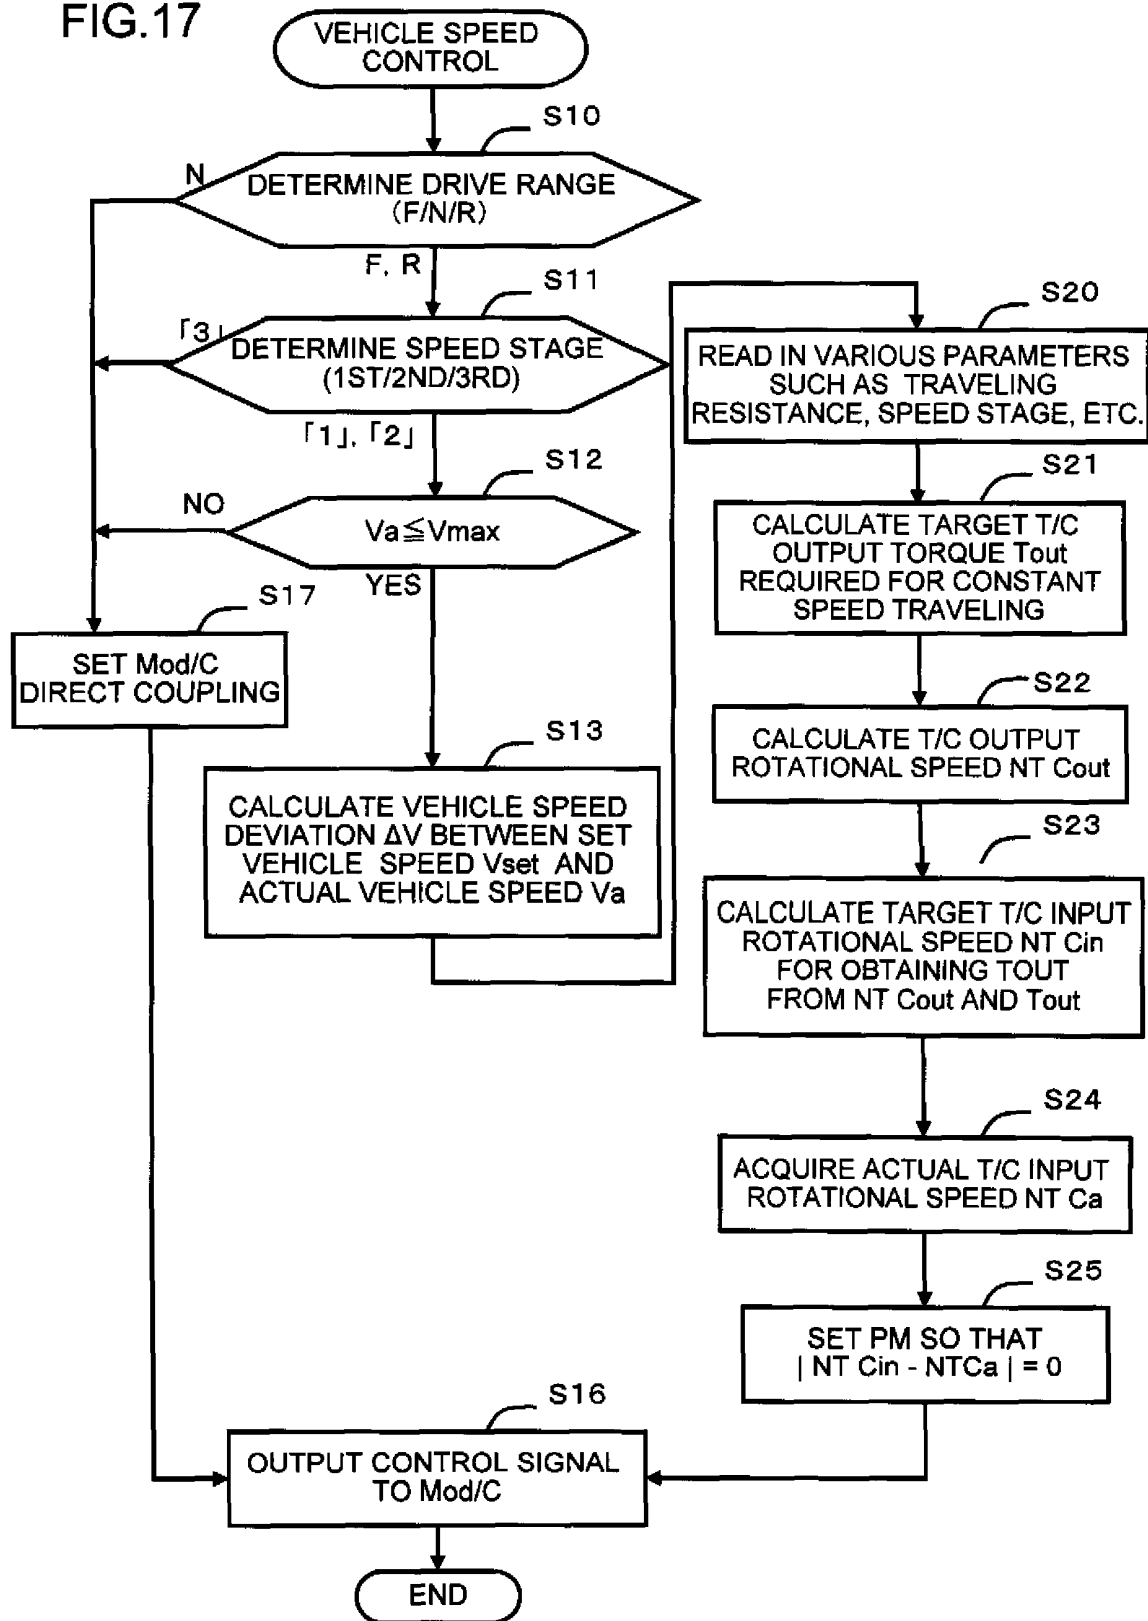 FIG.17
VEHICLE SPEED
CONTROL
S10
N
DETERMINE DRIVE RANGE
(F/N/R)
F, R
S11
「3」
DETERMINE SPEED STAGE
(1ST/2ND/3RD)
「1」, 「2」
S12
NO
Va≦Vmax
YES
S17
SET Mod/C
DIRECT COUPLING
S13
CALCULATE VEHICLE SPEED
DEVIATION ΔV BETWEEN SET
VEHICLE SPEED Vset AND
ACTUAL VEHICLE SPEED Va
S20
READ IN VARIOUS PARAMETERS
SUCH AS TRAVELING
RESISTANCE, SPEED STAGE, ETC.
S21
CALCULATE TARGET T/C
OUTPUT TORQUE Tout
REQUIRED FOR CONSTANT
SPEED TRAVELING
S22
CALCULATE T/C OUTPUT
ROTATIONAL SPEED NT Cout
S23
CALCULATE TARGET T/C INPUT
ROTATIONAL SPEED NT Cin
FOR OBTAINING TOUT
FROM NT Cout AND Tout
S24
ACQUIRE ACTUAL T/C INPUT
ROTATIONAL SPEED NT Ca
S25
SET PM SO THAT
| NT Cin - NTCa | = 0
S16
OUTPUT CONTROL SIGNAL
TO Mod/C
END